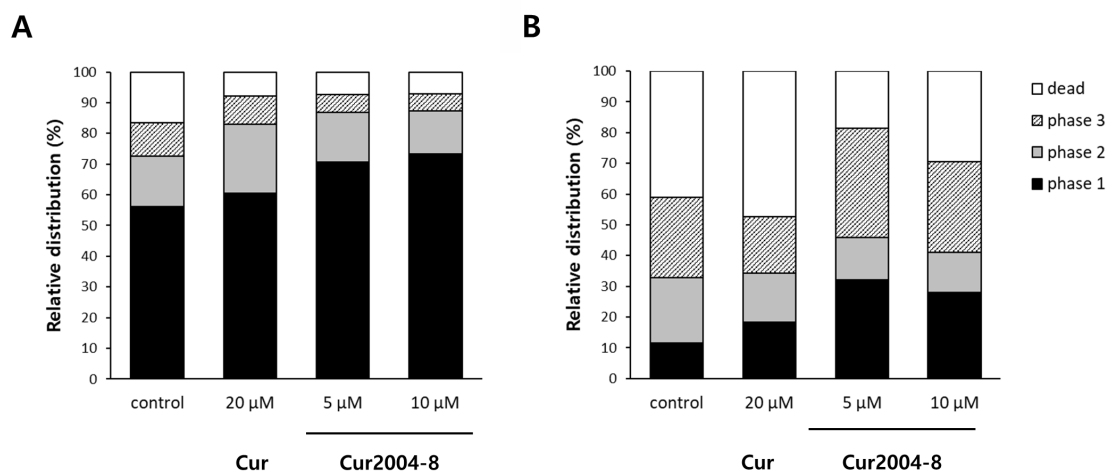 A
Relative distribution (%)
100
90
80
70
60
50
40
30
20
10
0
control 20 μM 5 μM 10 μM
Cur Cur2004-8
B
Relative distribution (%)
100
90
80
70
60
50
40
30
20
10
0
control 20 μM 5 μM 10 μM
Cur Cur2004-8
dead
phase 3
phase 2
phase 1